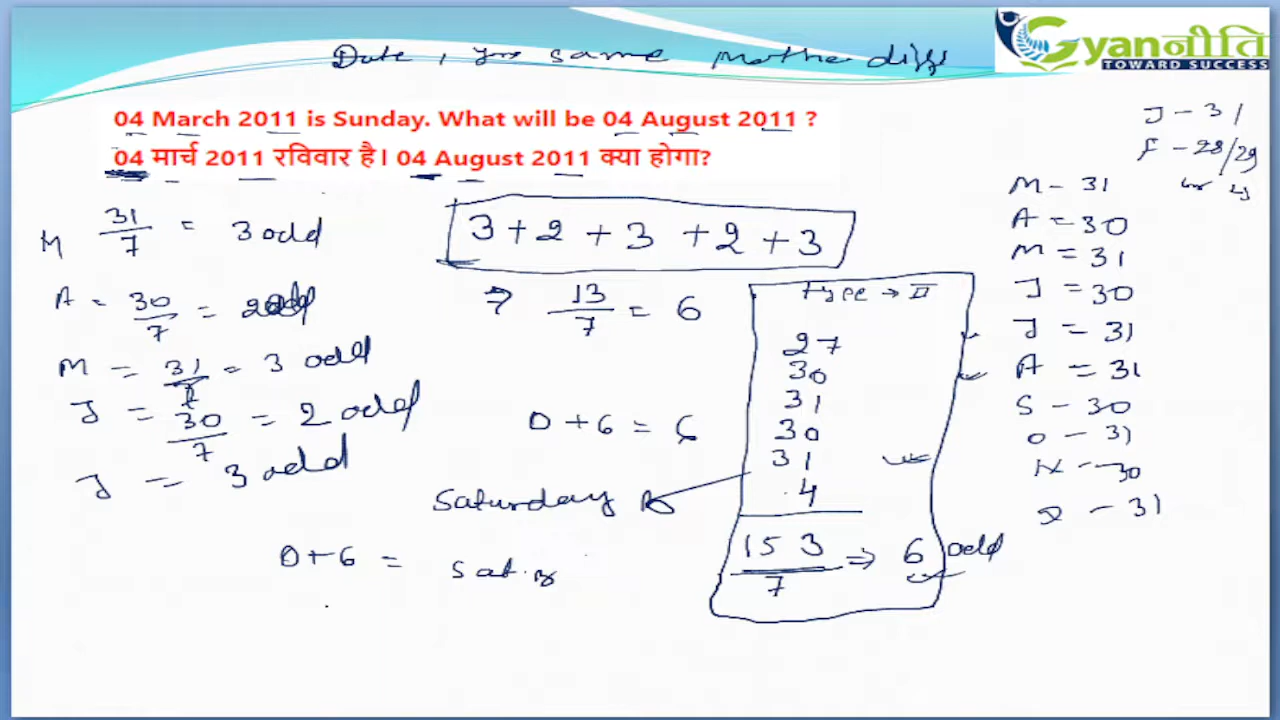 Date, same diff
Gyanनीति
TOWARD SUCCESS
04 March 2011 is Sunday. What will be 04 August 2011 ?
04 मार्च 2011 रविवार है। 04 August 2011 क्या होगा?
J - 31
F - 28/29
M - 31
A = 30
M = 31
J = 30
J = 31
A = 31
S - 30
O - 31
N - 30
D - 31
M 31/7 = 3 odd
A = 30/7 = 2 odd
M = 31/7 = 3 odd
J = 30/7 = 2 odd
J = 3 odd
3 + 2 + 3 + 2 + 3
⇒ 13/7 = 6
0 + 6 = 6
Saturday
0 + 6 = Sat.
Type → II
27
30
31
30
31
4
153/7 ⇒ 6 odd